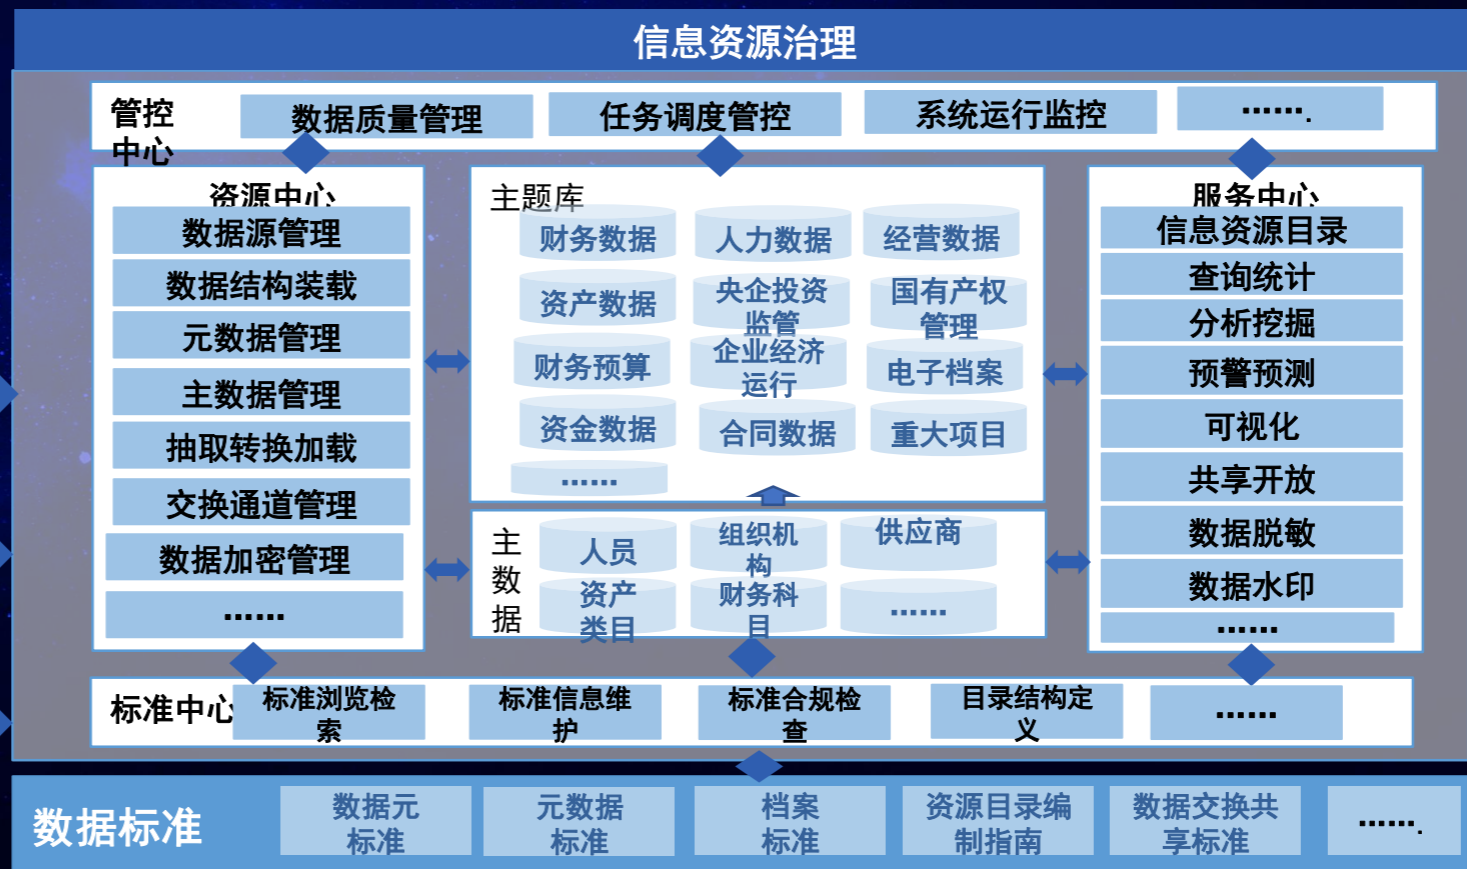 信息资源治理
管控
中心
数据质量管理
任务调度管控
系统运行监控
…….
资源中心
数据源管理
数据结构装载
元数据管理
主数据管理
抽取转换加载
交换通道管理
数据加密管理
……
主题库
财务数据
人力数据
经营数据
资产数据
央企投资
监管
国有产权
管理
财务预算
企业经济
运行
电子档案
资金数据
合同数据
重大项目
……
主
数
据
人员
组织机
构
供应商
资产
类目
财务科
目
……
服务中心
信息资源目录
查询统计
分析挖掘
预警预测
可视化
共享开放
数据脱敏
数据水印
……
标准中心
标准浏览检
索
标准信息维
护
标准合规检
查
目录结构定
义
……
数据标准
数据元
标准
元数据
标准
档案
标准
资源目录编
制指南
数据交换共
享标准
…….